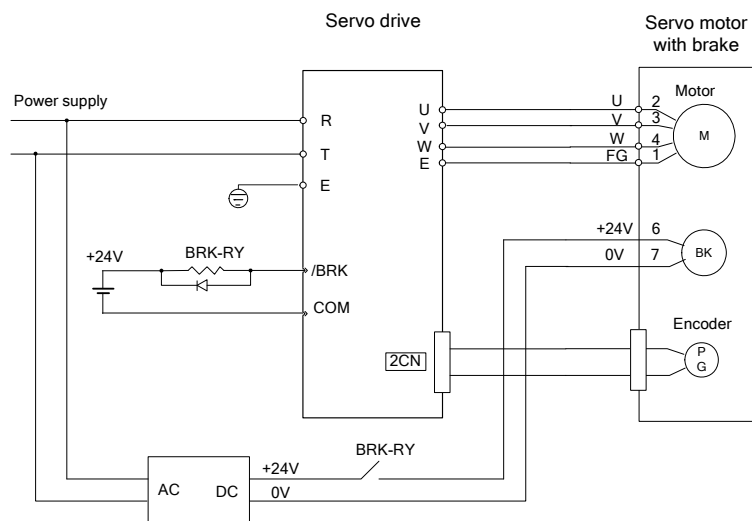 Servo drive
Servo motor
with brake
Power supply
Motor
R
U
U
2
V
V
3
M
T
W
W
4
E
FG
1
E
+24V
BRK-RY
/BRK
+24V
6
0V
7
BK
COM
Encoder
2CN
P
G
BRK-RY
AC
DC
+24V
0V